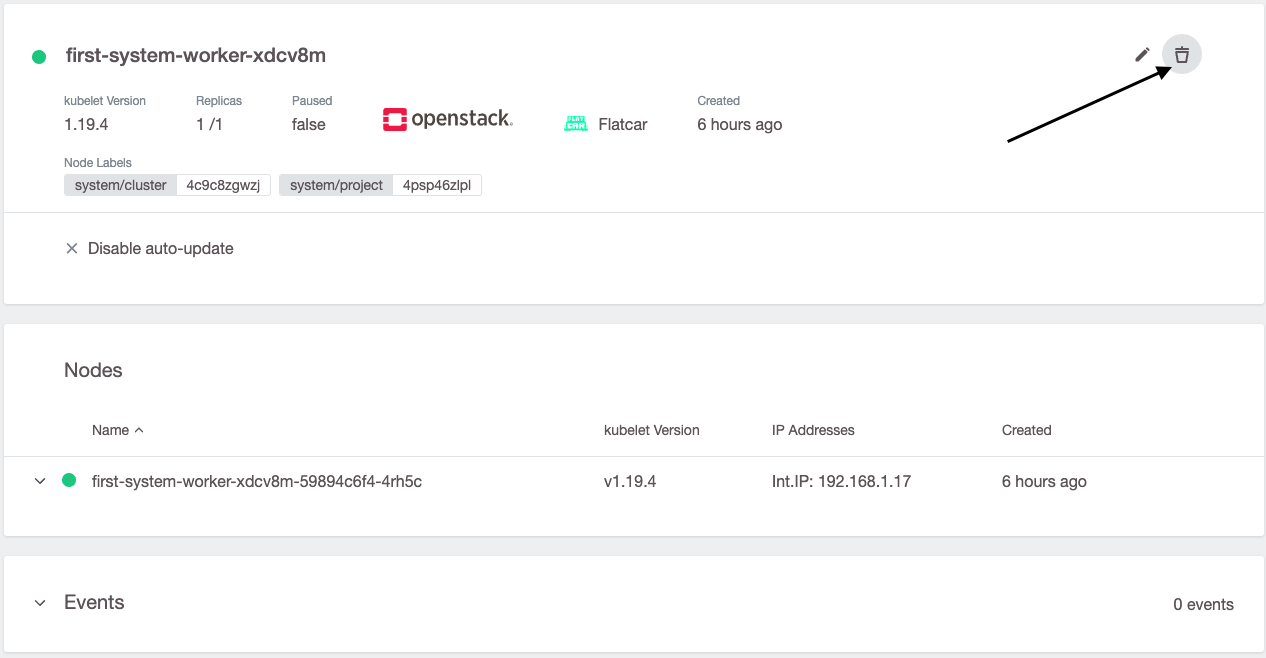 first-system-worker-xdcv8m
kubelet Version Replicas Paused Created
1.19.4 1 /1 false openstack. FLAT CAR Flatcar 6 hours ago
Node Labels
system/cluster 4c9c8zgwzj system/project 4psp46zlpl
Disable auto-update
Nodes
Name kubelet Version IP Addresses Created
first-system-worker-xdcv8m-59894c6f4-4rh5c v1.19.4 Int.IP: 192.168.1.17 6 hours ago
Events 0 events